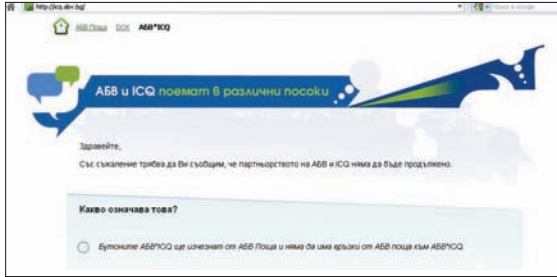 http://icq.abv.bg/
АБВ Поща DOX АБВ*ICQ
АБВ и ICQ поемат в различни посоки
Здравейте,
Със съжаление трябва да Ви съобщим, че партньорството на АБВ и ICQ няма да бъде продължено.
Какво означава това?
Бутоните АБВ*ICQ ще изчезнат от АБВ Поща и няма да има връзки от АБВ поща към АБВ*ICQ